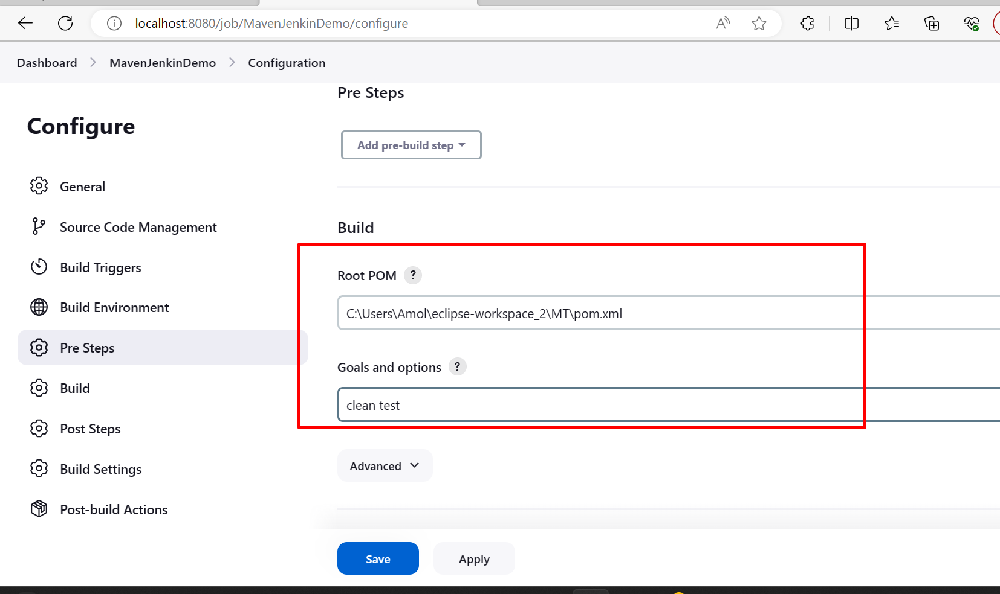 localhost:8080/job/MavenJenkinDemo/configure
Dashboard > MavenJenkinDemo > Configuration
Configure
General
Source Code Management
Build Triggers
Build Environment
Pre Steps
Build
Post Steps
Build Settings
Post-build Actions
Pre Steps
Add pre-build step
Build
Root POM ?
C:\Users\Amol\eclipse-workspace_2\MT\pom.xml
Goals and options ?
clean test
Advanced
Save Apply